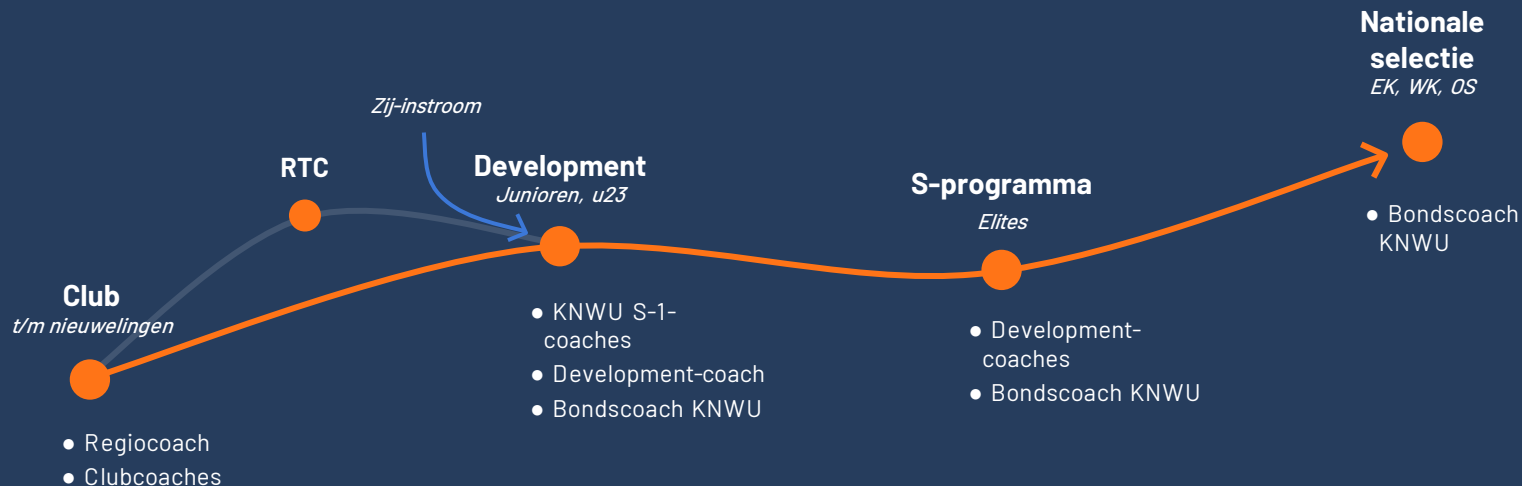 Club
t/m nieuwelingen
● Regiocoach
● Clubcoaches
RTC
Zij-instroom
Development
Junioren, u23
● KNWU S-1-
coaches
● Development-coach
● Bondscoach KNWU
S-programma
Elites
● Development-
coaches
● Bondscoach KNWU
Nationale
selectie
EK, WK, OS
● Bondscoach
KNWU